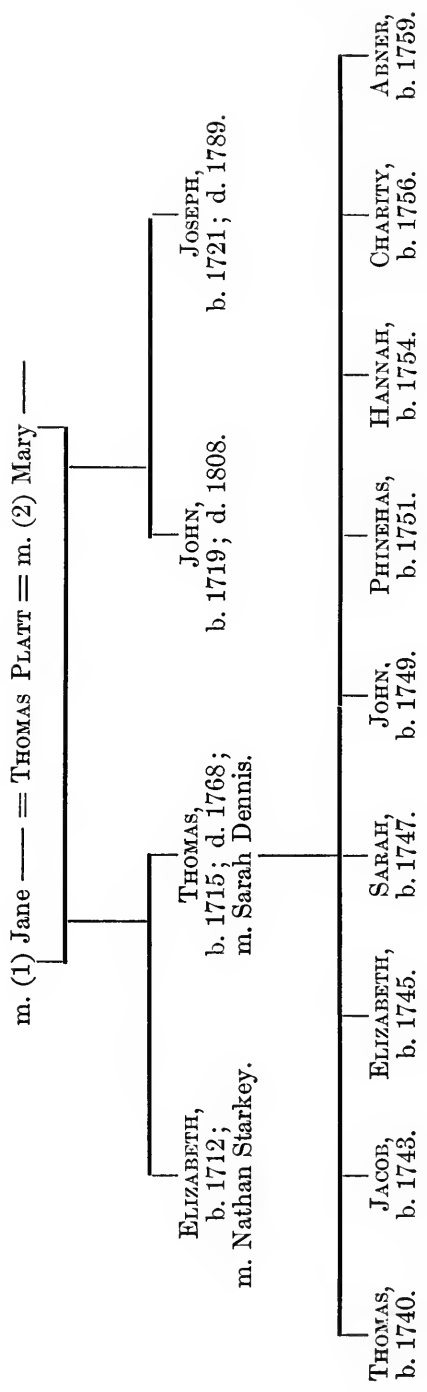 m. (1) Jane —— = THOMAS PLATT = m. (2) Mary ——
ELIZABETH,
b. 1712;
m. Nathan Starkey.
THOMAS,
b. 1715; d. 1768;
m. Sarah Dennis.
JOHN,
b. 1719; d. 1808.
JOSEPH,
b. 1721; d. 1789.
THOMAS,
b. 1740.
JACOB,
b. 1743.
ELIZABETH,
b. 1745.
SARAH,
b. 1747.
JOHN,
b. 1749.
PHINEHAS,
b. 1751.
HANNAH,
b. 1754.
CHARITY,
b. 1756.
ABNER,
b. 1759.